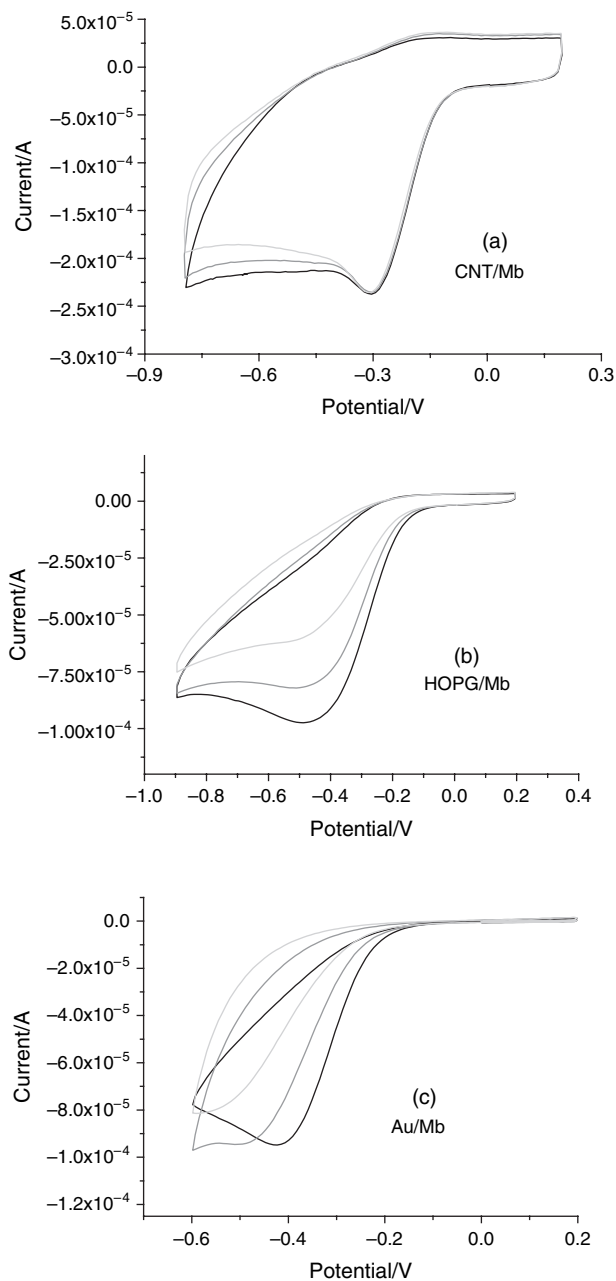 5.0x10⁻⁵
0.0
−5.0x10⁻⁵
−1.0x10⁻⁴
−1.5x10⁻⁴
−2.0x10⁻⁴
−2.5x10⁻⁴
−3.0x10⁻⁴
Current/A
(a)
CNT/Mb
−0.9 −0.6 −0.3 0.0 0.3
Potential/V
0.00
−2.50x10⁻⁵
−5.00x10⁻⁵
−7.50x10⁻⁵
−1.00x10⁻⁴
Current/A
(b)
HOPG/Mb
−1.0 −0.8 −0.6 −0.4 −0.2 0.0 0.2 0.4
Potential/V
0.0
−2.0x10⁻⁵
−4.0x10⁻⁵
−6.0x10⁻⁵
−8.0x10⁻⁵
−1.0x10⁻⁴
−1.2x10⁻⁴
Current/A
(c)
Au/Mb
−0.6 −0.4 −0.2 0.0 0.2
Potential/V